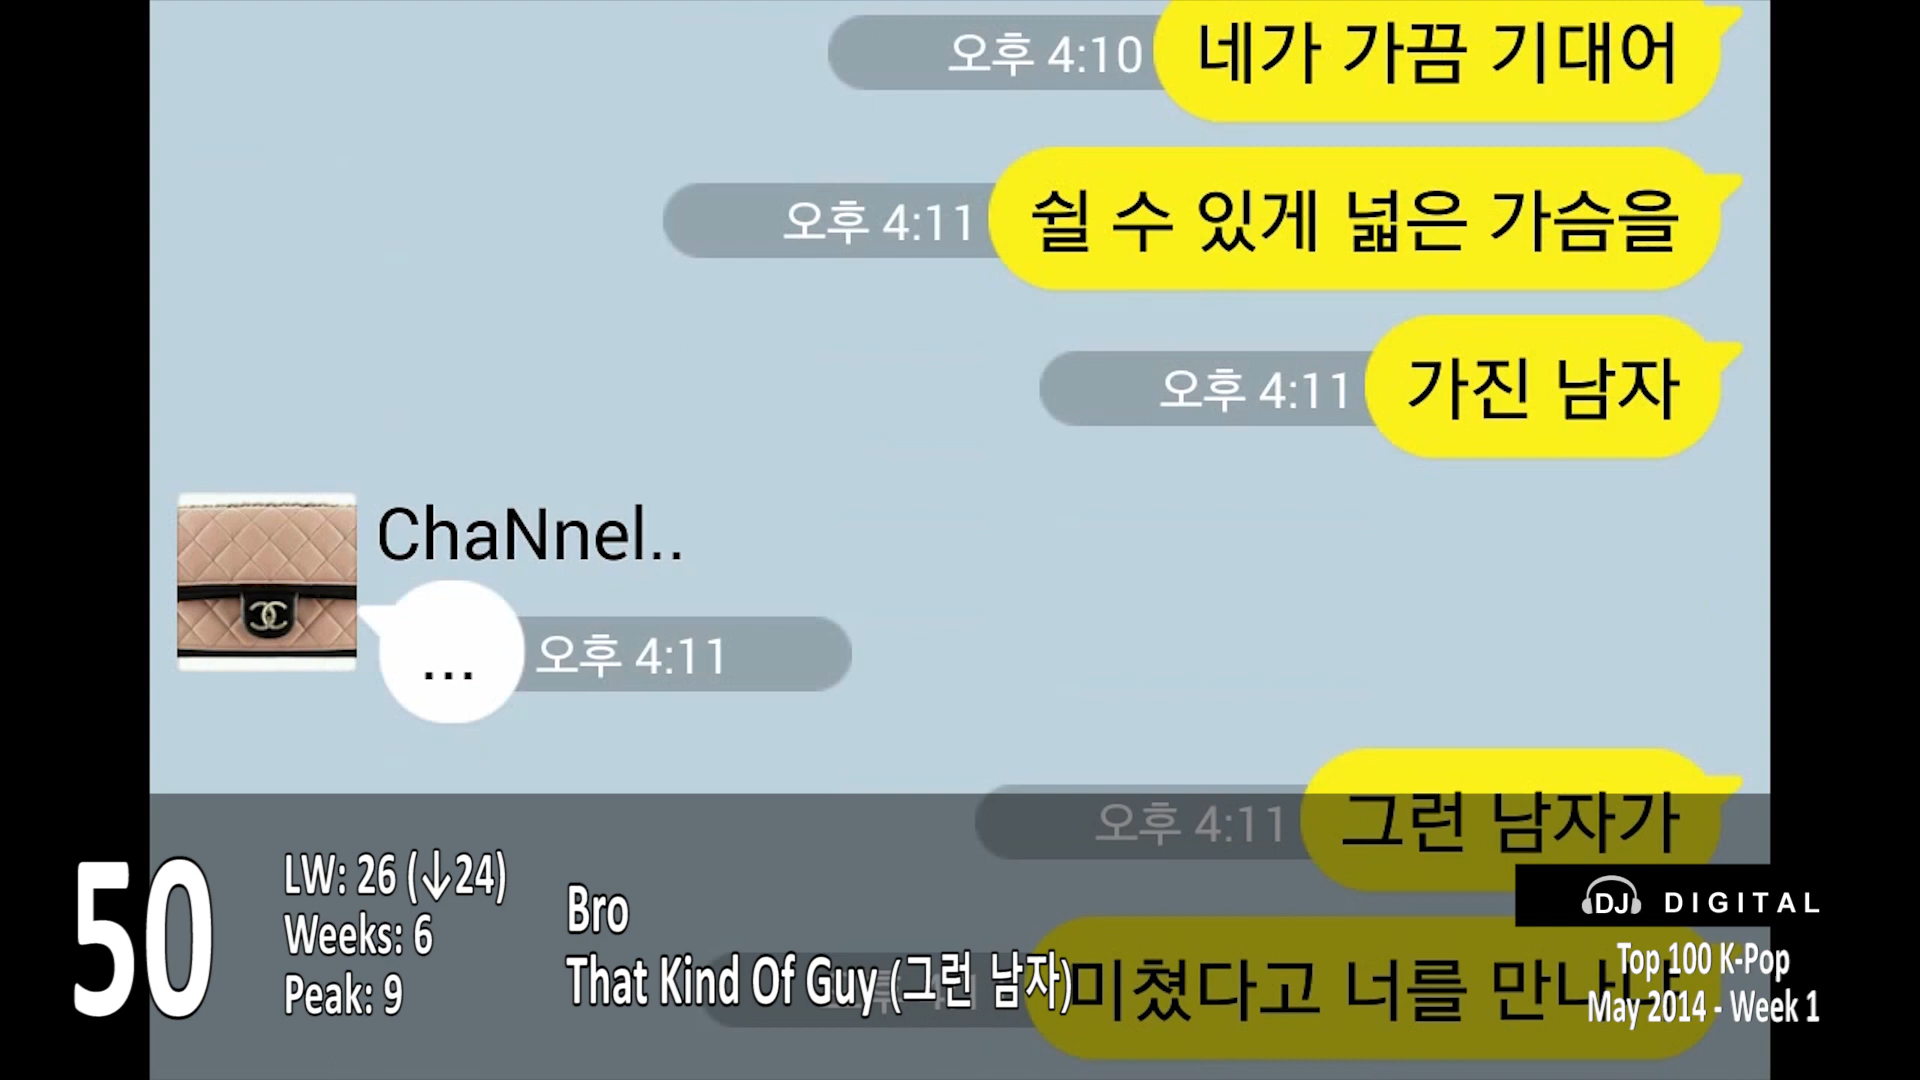 오후 4:10 네가 가끔 기대어
오후 4:11 쉴 수 있게 넓은 가슴을
오후 4:11 가진 남자
ChaNnel..
... 오후 4:11
오후 4:11 그런 남자가
미쳤다고 너를 만나냐
50
LW: 26 (↓24)
Weeks: 6
Peak: 9
Bro
That Kind Of Guy (그런 남자)
DJ DIGITAL
Top 100 K-Pop
May 2014 - Week 1